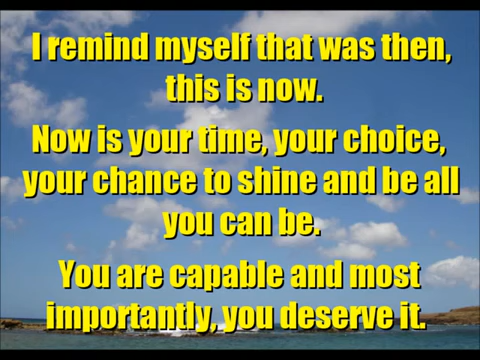 I remind myself that was then,
this is now.
Now is your time, your choice,
your chance to shine and be all
you can be.
You are capable and most
importantly, you deserve it.